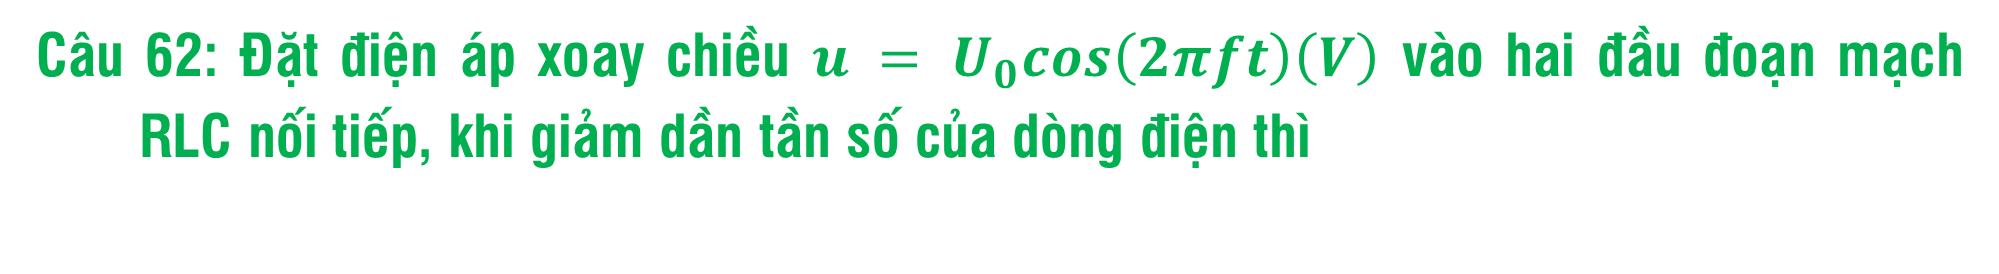 Câu 62: Đặt điện áp xoay chiều u = U₀cos(2πft)(V) vào hai đầu đoạn mạch
RLC nối tiếp, khi giảm dần tần số của dòng điện thì